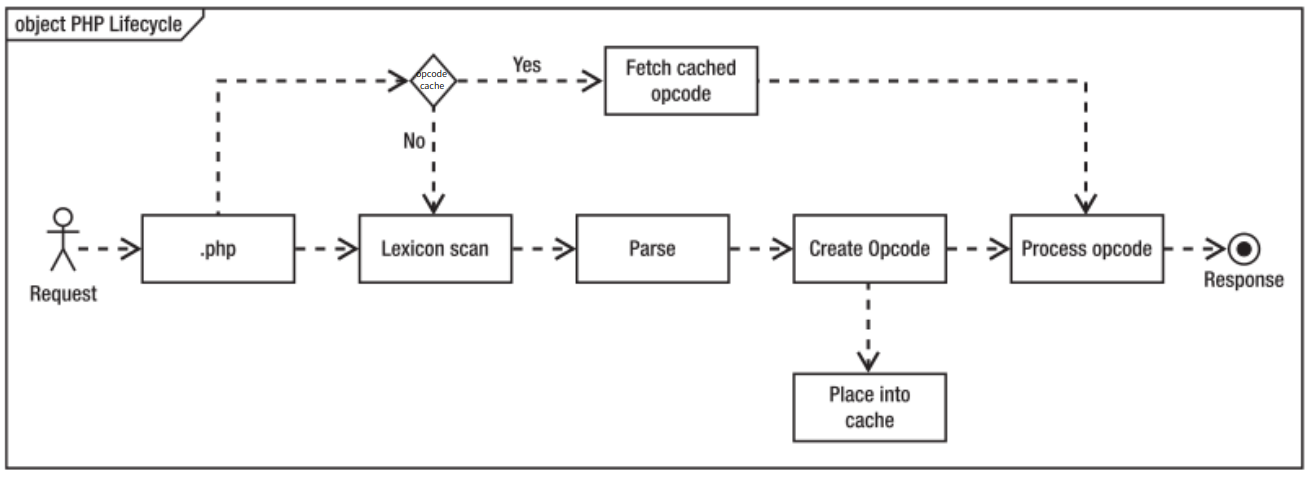 object PHP Lifecycle
opcode
cache
Yes
Fetch cached
opcode
No
Request
.php
Lexicon scan
Parse
Create Opcode
Process opcode
Response
Place into
cache